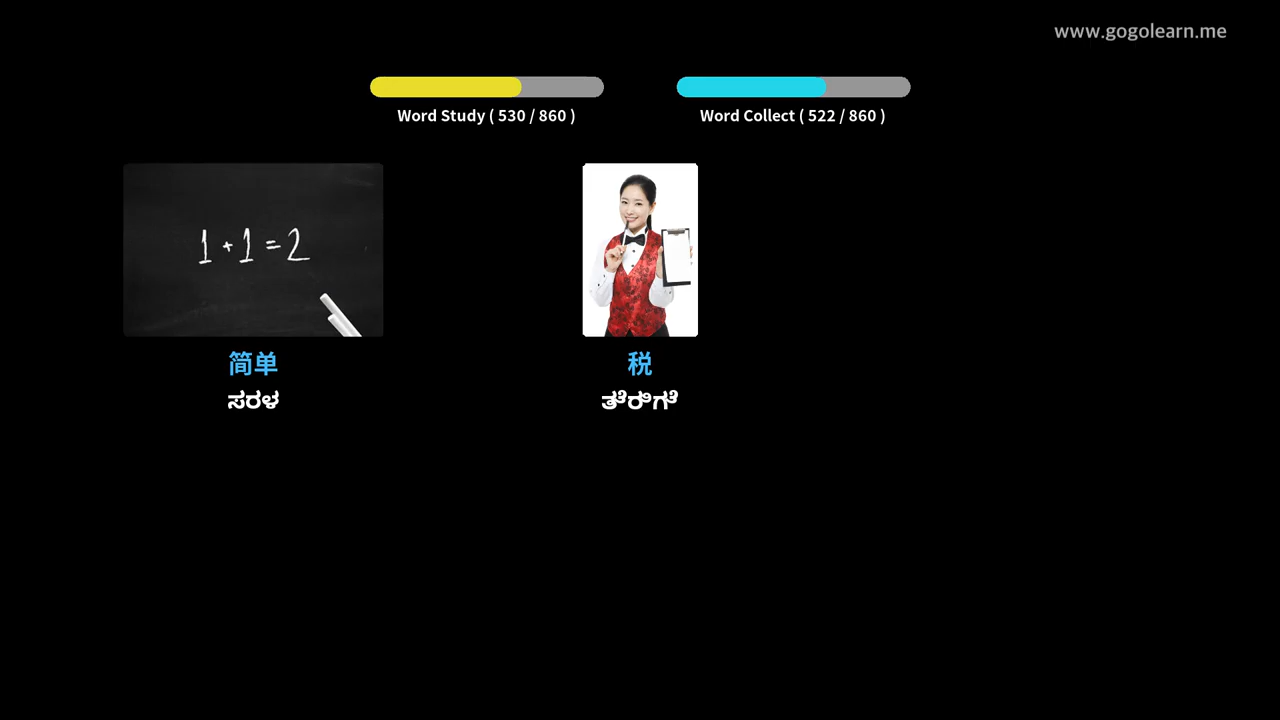 www.gogolearn.me
Word Study ( 530 / 860 )
Word Collect ( 522 / 860 )
1 + 1 = 2
简单
ಸರಳ
税
ತೆರಿಗೆ